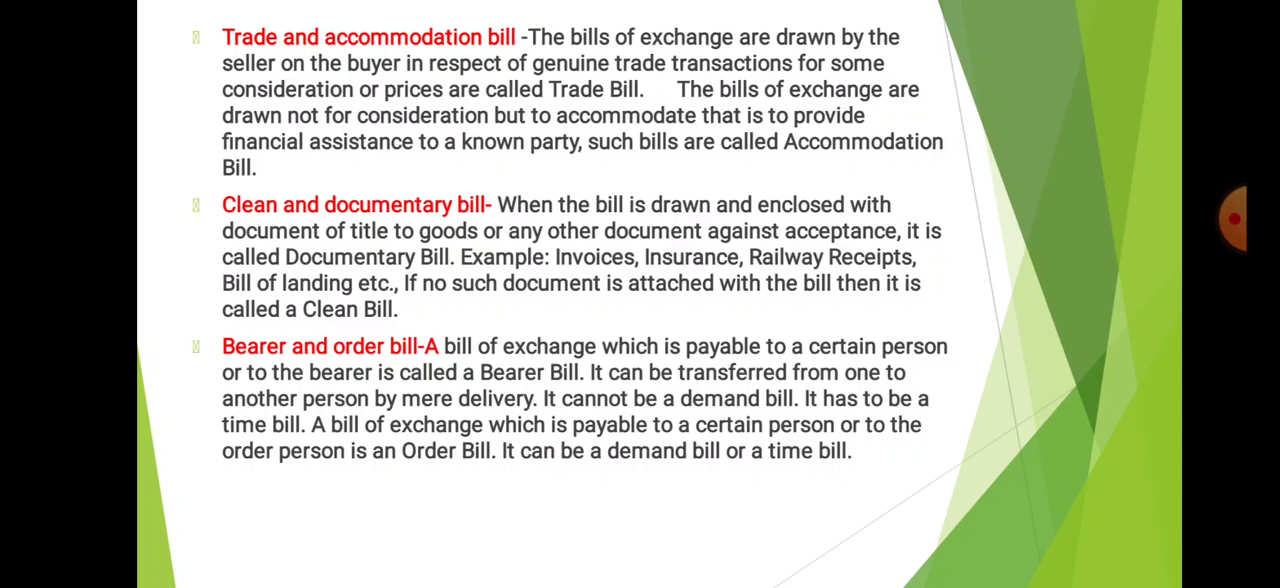 Trade and accommodation bill -The bills of exchange are drawn by the
seller on the buyer in respect of genuine trade transactions for some
consideration or prices are called Trade Bill. The bills of exchange are
drawn not for consideration but to accommodate that is to provide
financial assistance to a known party, such bills are called Accommodation
Bill.
Clean and documentary bill- When the bill is drawn and enclosed with
document of title to goods or any other document against acceptance, it is
called Documentary Bill. Example: Invoices, Insurance, Railway Receipts,
Bill of landing etc., If no such document is attached with the bill then it is
called a Clean Bill.
Bearer and order bill-A bill of exchange which is payable to a certain person
or to the bearer is called a Bearer Bill. It can be transferred from one to
another person by mere delivery. It cannot be a demand bill. It has to be a
time bill. A bill of exchange which is payable to a certain person or to the
order person is an Order Bill. It can be a demand bill or a time bill.